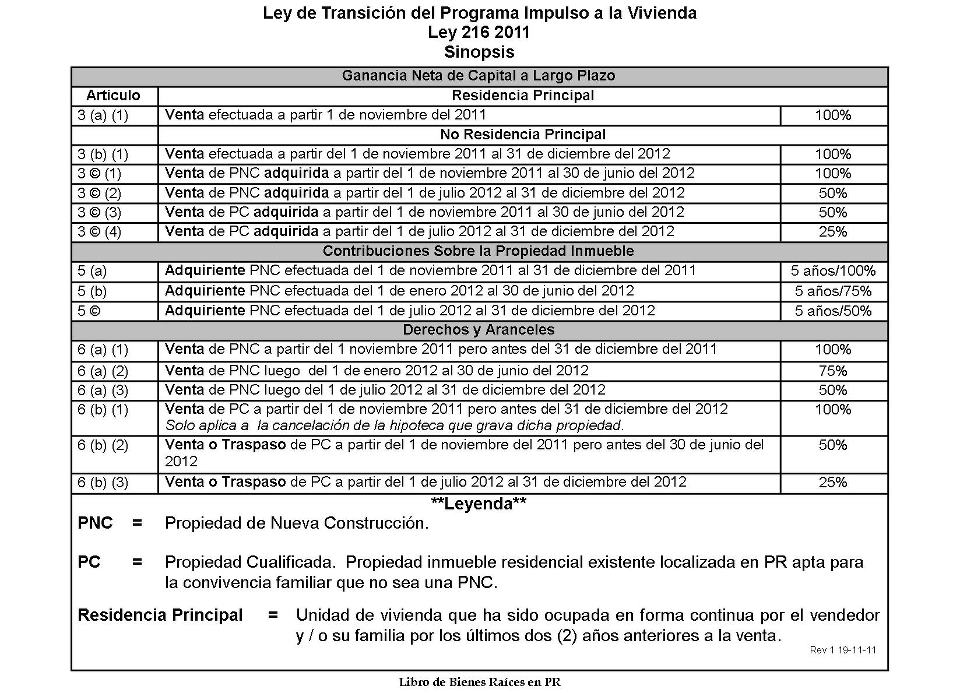 Ley de Transición del Programa Impulso a la Vivienda
Ley 216 2011
Sinopsis
Ganancia Neta de Capital a Largo Plazo
Articulo Residencia Principal
3 (a) (1) Venta efectuada a partir 1 de noviembre del 2011 100%
No Residencia Principal
3 (b) (1) Venta efectuada a partir del 1 de noviembre 2011 al 31 de diciembre del 2012 100%
3 © (1) Venta de PNC adquirida a partir del 1 de noviembre 2011 al 30 de junio del 2012 100%
3 © (2) Venta de PNC adquirida a partir del 1 de julio 2012 al 31 de diciembre del 2012 50%
3 © (3) Venta de PC adquirida a partir del 1 de noviembre 2011 al 30 de junio del 2012 50%
3 © (4) Venta de PC adquirida a partir del 1 de julio 2012 al 31 de diciembre del 2012 25%
Contribuciones Sobre la Propiedad Inmueble
5 (a) Adquiriente PNC efectuada del 1 de noviembre 2011 al 31 de diciembre del 2011 5 años/100%
5 (b) Adquiriente PNC efectuada del 1 de enero 2012 al 30 de junio del 2012 5 años/75%
5 © Adquiriente PNC efectuada del 1 de julio 2012 al 31 de diciembre del 2012 5 años/50%
Derechos y Aranceles
6 (a) (1) Venta de PNC a partir del 1 noviembre 2011 pero antes del 31 de diciembre del 2011 100%
6 (a) (2) Venta de PNC luego del 1 de enero 2012 al 30 de junio del 2012 75%
6 (a) (3) Venta de PNC luego del 1 de julio 2012 al 31 de diciembre del 2012 50%
6 (b) (1) Venta de PC a partir del 1 de noviembre 2011 pero antes del 31 de diciembre del 2012 100%
Solo aplica a la cancelación de la hipoteca que grava dicha propiedad.
6 (b) (2) Venta o Traspaso de PC a partir del 1 de noviembre del 2011 pero antes del 30 de junio del 50%
2012
6 (b) (3) Venta o Traspaso de PC a partir del 1 de julio 2012 al 31 de diciembre del 2012 25%
**Leyenda**
PNC = Propiedad de Nueva Construcción.
PC = Propiedad Cualificada. Propiedad inmueble residencial existente localizada en PR apta para
la convivencia familiar que no sea una PNC.
Residencia Principal = Unidad de vivienda que ha sido ocupada en forma continua por el vendedor
y / o su familia por los últimos dos (2) años anteriores a la venta.
Rev 1 19-11-11
Libro de Bienes Raíces en PR